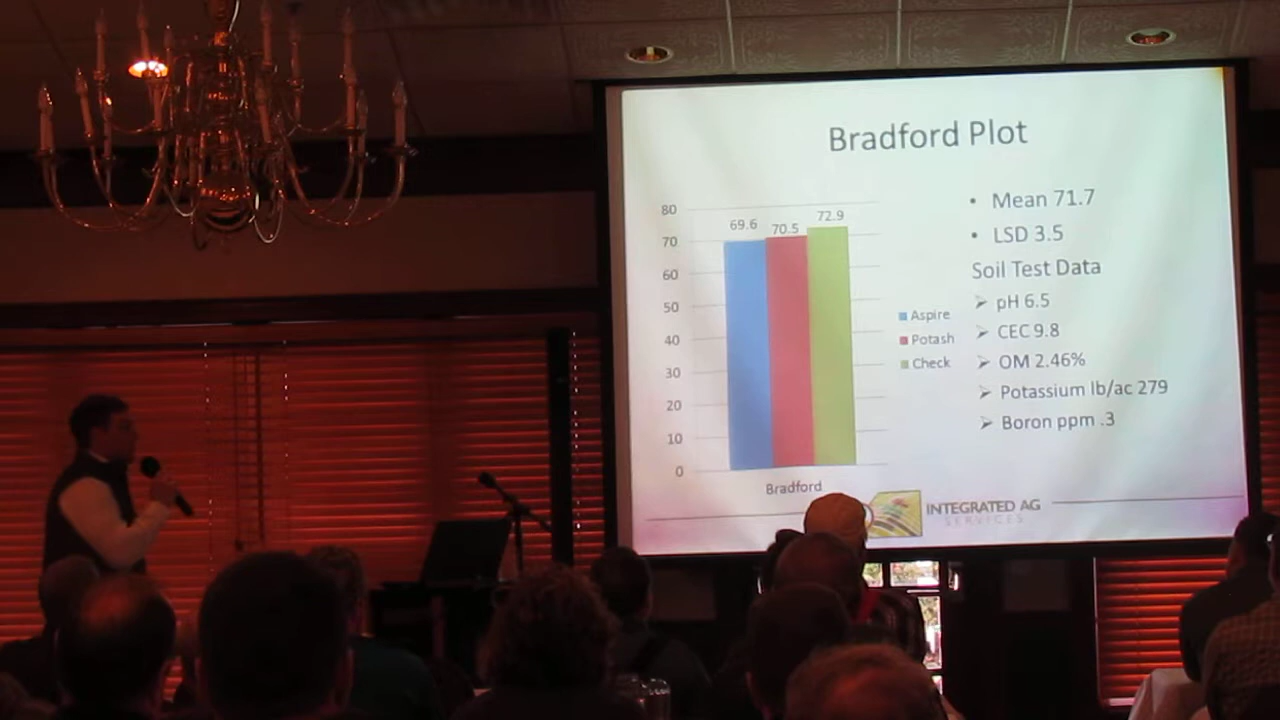 Bradford Plot
80
70
60
50
40
30
20
10
0
69.6
70.5
72.9
Bradford
Aspire
Potash
Check
• Mean 71.7
• LSD 3.5
Soil Test Data
➢ pH 6.5
➢ CEC 9.8
➢ OM 2.46%
➢ Potassium lb/ac 279
➢ Boron ppm .3
INTEGRATED AG
SERVICES